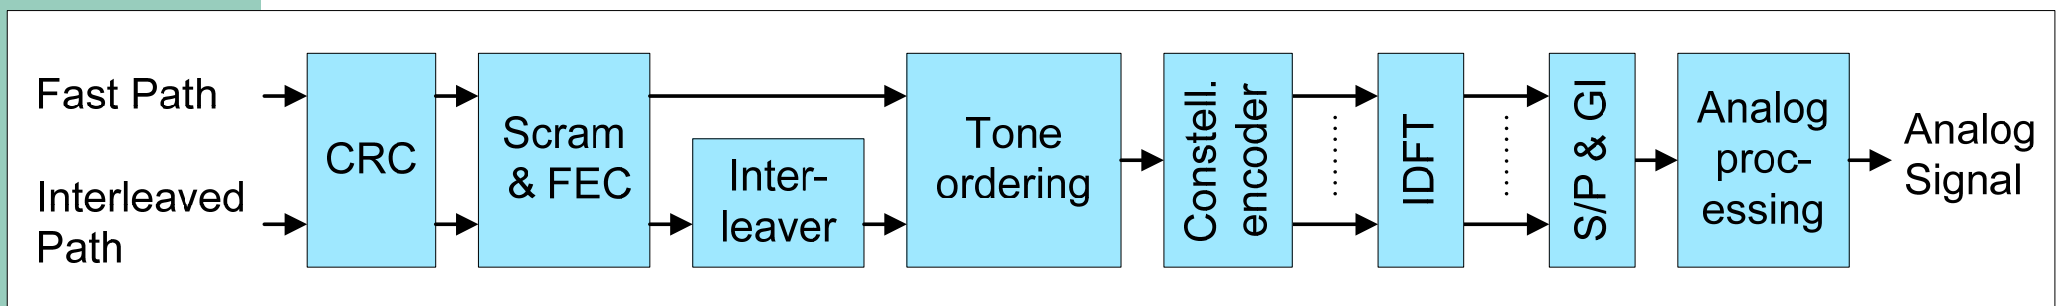 Fast Path
Interleaved
Path
CRC
Scram
& FEC
Inter-
leaver
Tone
ordering
Constell.
encoder
IDFT
S/P & GI
Analog
proc-
essing
Analog
Signal